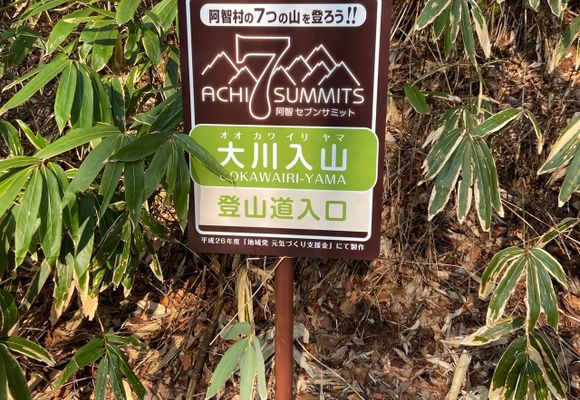 阿智村の7つの山を登ろう!!
ACHI 7 SUMMITS
阿智セブンサミット
オオカワイリヤマ
大川入山
OOKAWAIRI-YAMA
登山道入口
平成26年度「地域発 元気づくり支援金」にて製作